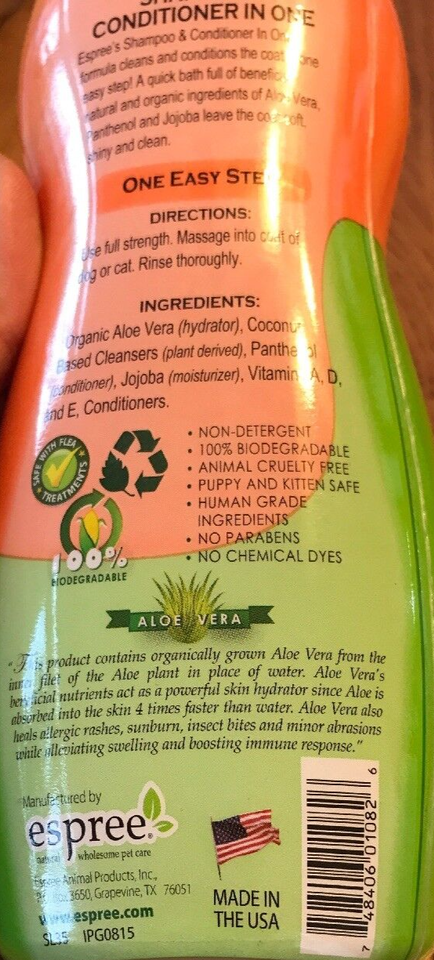 CONDITIONER IN ONE
Espree's Shampoo & Conditioner In One
formula cleans and conditions the coat one
easy step! A quick bath full of
natural and organic ingredients of Aloe Vera,
Panthenol and Jojoba leave the coat soft,
shiny and clean.
ONE EASY STEP
DIRECTIONS:
Use full strength. Massage into coat of
dog or cat. Rinse thoroughly.
INGREDIENTS:
Organic Aloe Vera (hydrator), Coconut
Based Cleansers (plant derived), Panthenol
(conditioner), Jojoba (moisturizer), Vitamin A, D,
and E, Conditioners.
SAFE WITH FLEA
TREATMENTS
• NON-DETERGENT
• 100% BIODEGRADABLE
• ANIMAL CRUELTY FREE
• PUPPY AND KITTEN SAFE
• HUMAN GRADE
INGREDIENTS
• NO PARABENS
• NO CHEMICAL DYES
100%
BIODEGRADABLE
ALOE VERA
"This product contains organically grown Aloe Vera from the
inner filet of the Aloe plant in place of water. Aloe Vera's
beneficial nutrients act as a powerful skin hydrator since Aloe is
absorbed into the skin 4 times faster than water. Aloe Vera also
heals allergic rashes, sunburn, insect bites and minor abrasions
while alleviating swelling and boosting immune response."
Manufactured by
espree®
natural wholesome pet care
Espree Animal Products, Inc.,
P.O. Box 3650, Grapevine, TX 76051
www.espree.com
SL35 IPG0815
MADE IN
THE USA
7 48406 01082 6